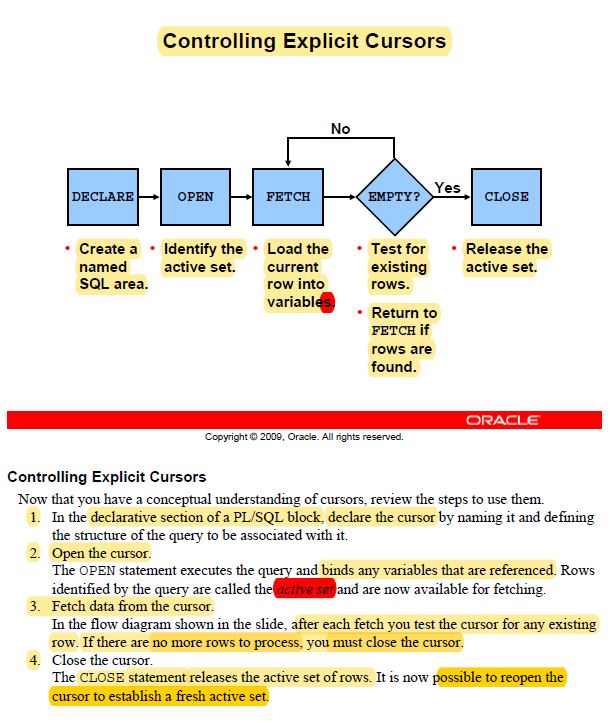 Controlling Explicit Cursors
No
DECLARE
OPEN
FETCH
EMPTY?
Yes
CLOSE
• Create a
named
SQL area.
• Identify the
active set.
• Load the
current
row into
variables.
• Test for
existing
rows.
• Return to
FETCH if
rows are
found.
• Release the
active set.
ORACLE
Copyright © 2009, Oracle. All rights reserved.
Controlling Explicit Cursors
Now that you have a conceptual understanding of cursors, review the steps to use them.
1. In the declarative section of a PL/SQL block, declare the cursor by naming it and defining
the structure of the query to be associated with it.
2. Open the cursor.
The OPEN statement executes the query and binds any variables that are referenced. Rows
identified by the query are called the active set and are now available for fetching.
3. Fetch data from the cursor.
In the flow diagram shown in the slide, after each fetch you test the cursor for any existing
row. If there are no more rows to process, you must close the cursor.
4. Close the cursor.
The CLOSE statement releases the active set of rows. It is now possible to reopen the
cursor to establish a fresh active set.